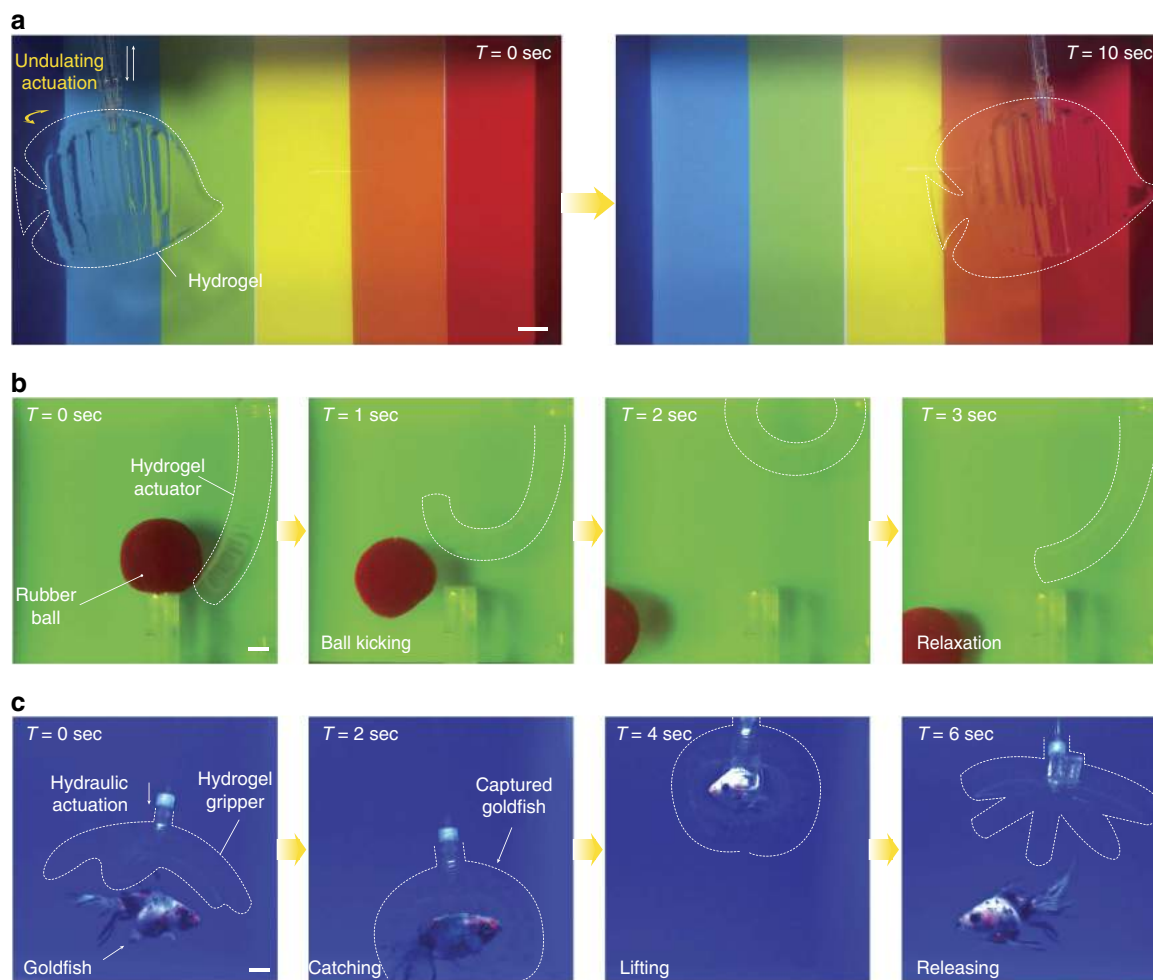 a
Undulating
actuation
T = 0 sec
Hydrogel
T = 10 sec
b
T = 0 sec
Hydrogel
actuator
Rubber
ball
T = 1 sec
Ball kicking
T = 2 sec
T = 3 sec
Relaxation
c
T = 0 sec
Hydraulic
actuation
Hydrogel
gripper
Goldfish
T = 2 sec
Captured
goldfish
Catching
T = 4 sec
Lifting
T = 6 sec
Releasing